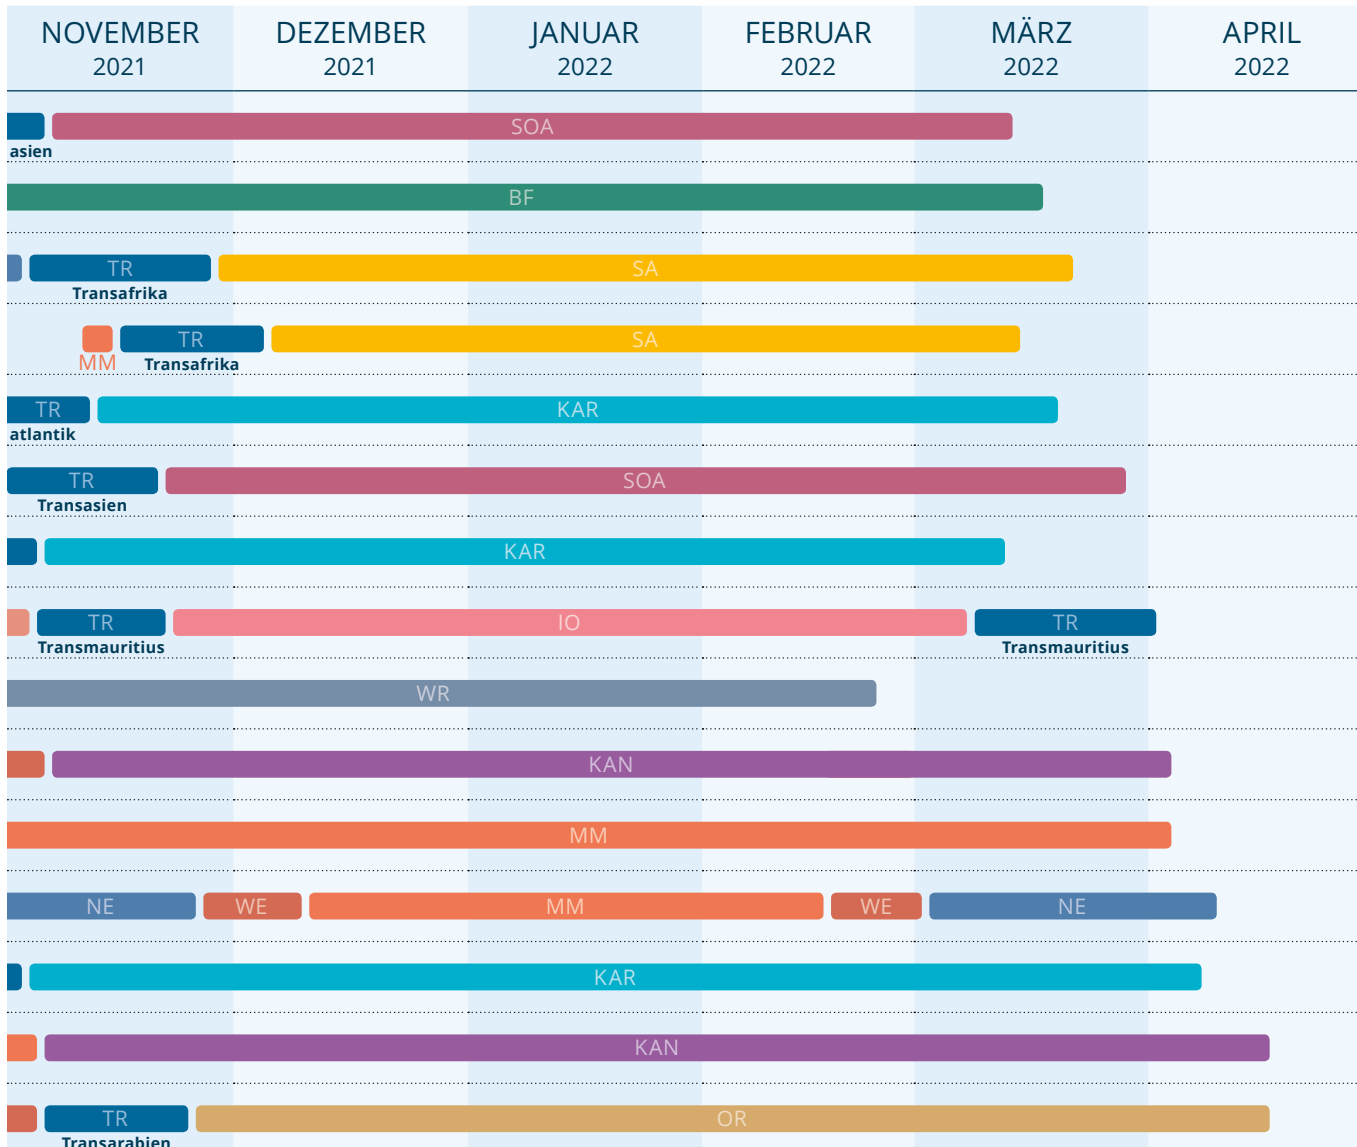 NOVEMBER DEZEMBER JANUAR FEBRUAR MÄRZ APRIL
2021 2021 2022 2022 2022 2022
SOA
asien
BF
TR SA
Transafrika
TR SA
MM Transafrika
TR KAR
atlantik
TR SOA
Transasien
KAR
TR IO TR
Transmauritius Transmauritius
WR
KAN
MM
NE WE MM WE NE
KAR
KAN
TR OR
Transarabien